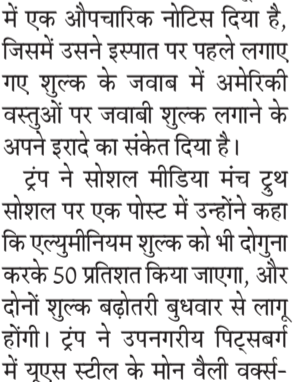 में एक औपचारिक नोटिस दिया है,
जिसमें उसने इस्पात पर पहले लगाए
गए शुल्क के जवाब में अमेरिकी
वस्तुओं पर जवाबी शुल्क लगाने के
अपने इरादे का संकेत दिया है।
ट्रंप ने सोशल मीडिया मंच ट्रुथ
सोशल पर एक पोस्ट में उन्होंने कहा
कि एल्युमीनियम शुल्क को भी दोगुना
करके 50 प्रतिशत किया जाएगा, और
दोनों शुल्क बढ़ोतरी बुधवार से लागू
होंगी। ट्रंप ने उपनगरीय पिट्सबर्ग
में यूएस स्टील के मोन वैली वर्क्स-